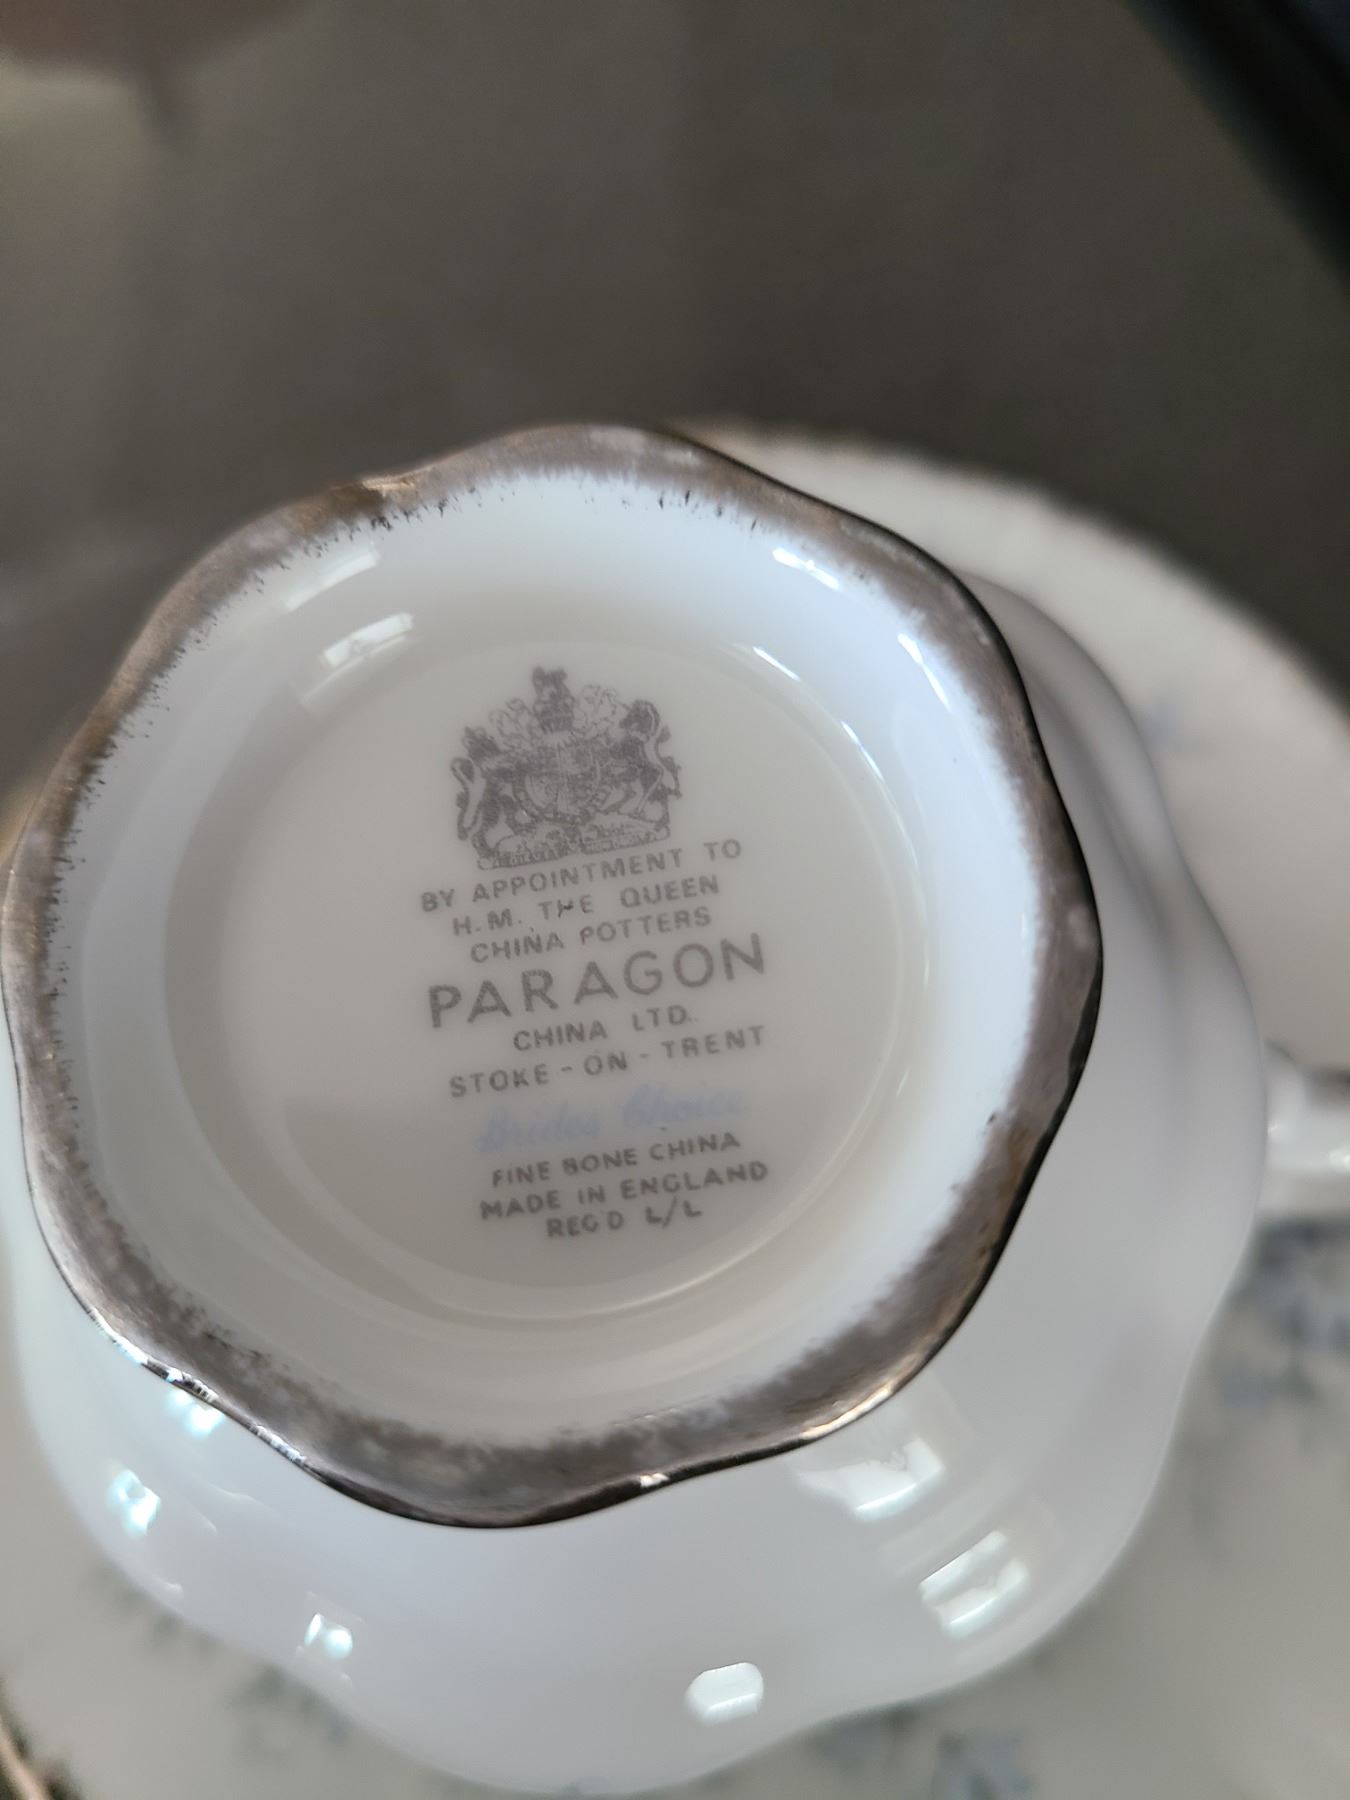 BY APPOINTMENT TO
H.M. THE QUEEN
CHINA POTTERS
PARAGON
CHINA LTD.
STOKE-ON-TRENT
Brides Choice
FINE BONE CHINA
MADE IN ENGLAND
REG'D L/L